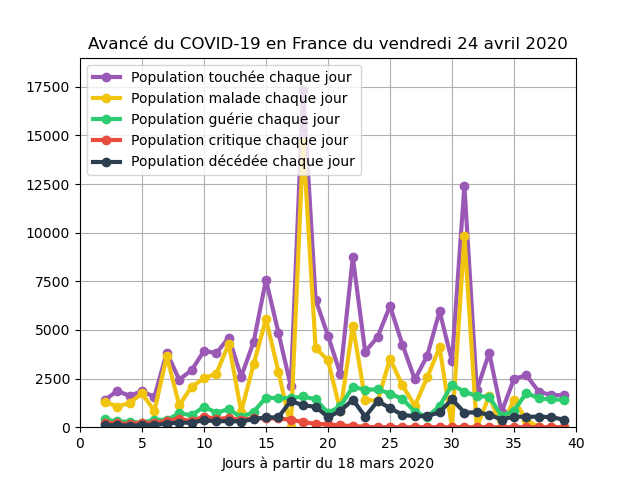 Avancé du COVID-19 en France du vendredi 24 avril 2020
Population touchée chaque jour
Population malade chaque jour
Population guérie chaque jour
Population critique chaque jour
Population décédée chaque jour
17500
15000
12500
10000
7500
5000
2500
0
0 5 10 15 20 25 30 35 40
Jours à partir du 18 mars 2020